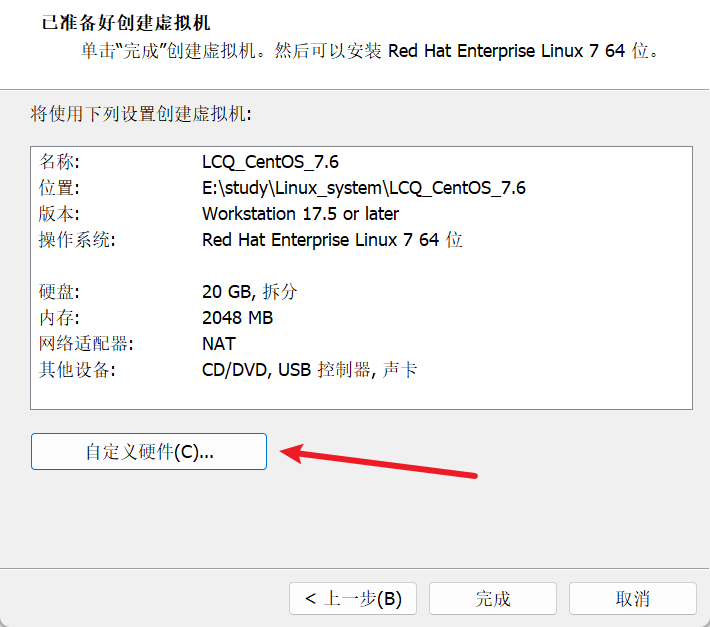 已准备好创建虚拟机
单击“完成”创建虚拟机。然后可以安装 Red Hat Enterprise Linux 7 64 位。
将使用下列设置创建虚拟机:
名称: LCQ_CentOS_7.6
位置: E:\study\Linux_system\LCQ_CentOS_7.6
版本: Workstation 17.5 or later
操作系统: Red Hat Enterprise Linux 7 64 位
硬盘: 20 GB, 拆分
内存: 2048 MB
网络适配器: NAT
其他设备: CD/DVD, USB 控制器, 声卡
自定义硬件(C)...
< 上一步(B) 完成 取消